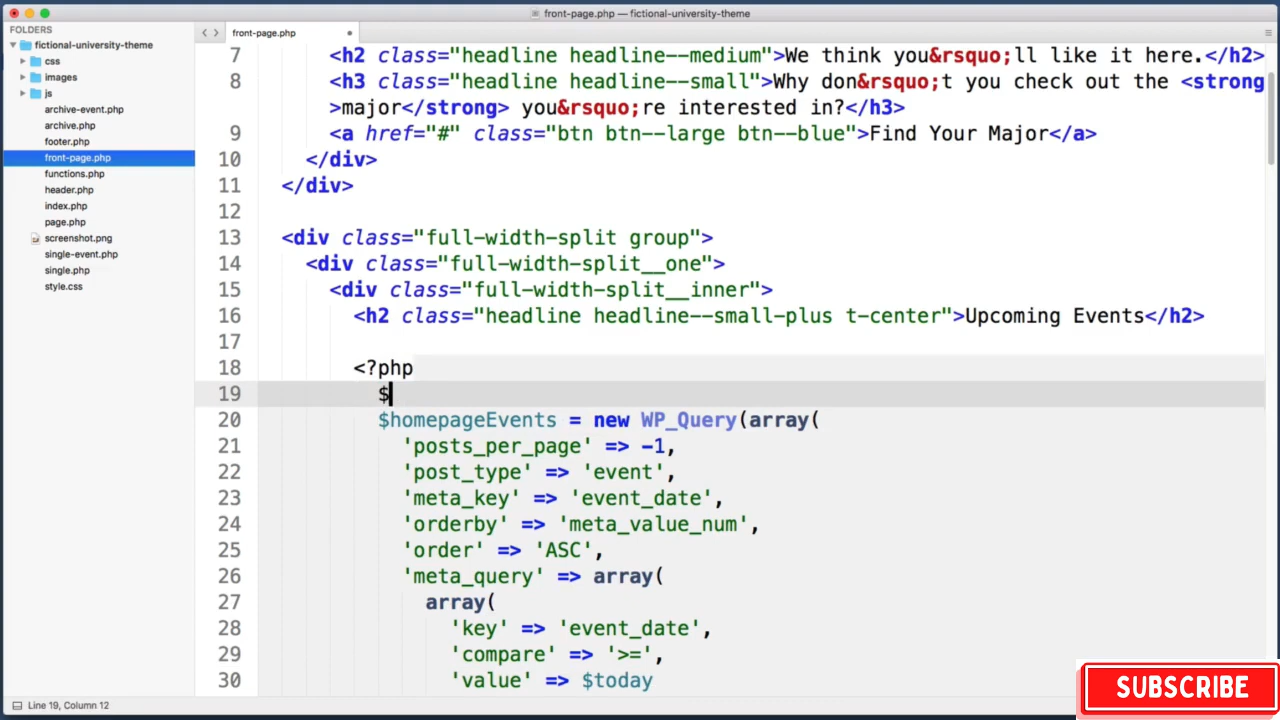 front-page.php — fictional-university-theme
FOLDERS
fictional-university-theme
css
images
js
archive-event.php
archive.php
footer.php
front-page.php
functions.php
header.php
index.php
page.php
screenshot.png
single-event.php
single.php
style.css
front-page.php
7 <h2 class="headline headline--medium">We think you&rsquo;ll like it here.</h2>
8 <h3 class="headline headline--small">Why don&rsquo;t you check out the <strong
>major</strong> you&rsquo;re interested in?</h3>
9 <a href="#" class="btn btn--large btn--blue">Find Your Major</a>
10 </div>
11 </div>
12
13 <div class="full-width-split group">
14 <div class="full-width-split__one">
15 <div class="full-width-split__inner">
16 <h2 class="headline headline--small-plus t-center">Upcoming Events</h2>
17
18 <?php
19 $
20 $homepageEvents = new WP_Query(array(
21 'posts_per_page' => -1,
22 'post_type' => 'event',
23 'meta_key' => 'event_date',
24 'orderby' => 'meta_value_num',
25 'order' => 'ASC',
26 'meta_query' => array(
27 array(
28 'key' => 'event_date',
29 'compare' => '>=',
30 'value' => $today
Line 19, Column 12
SUBSCRIBE